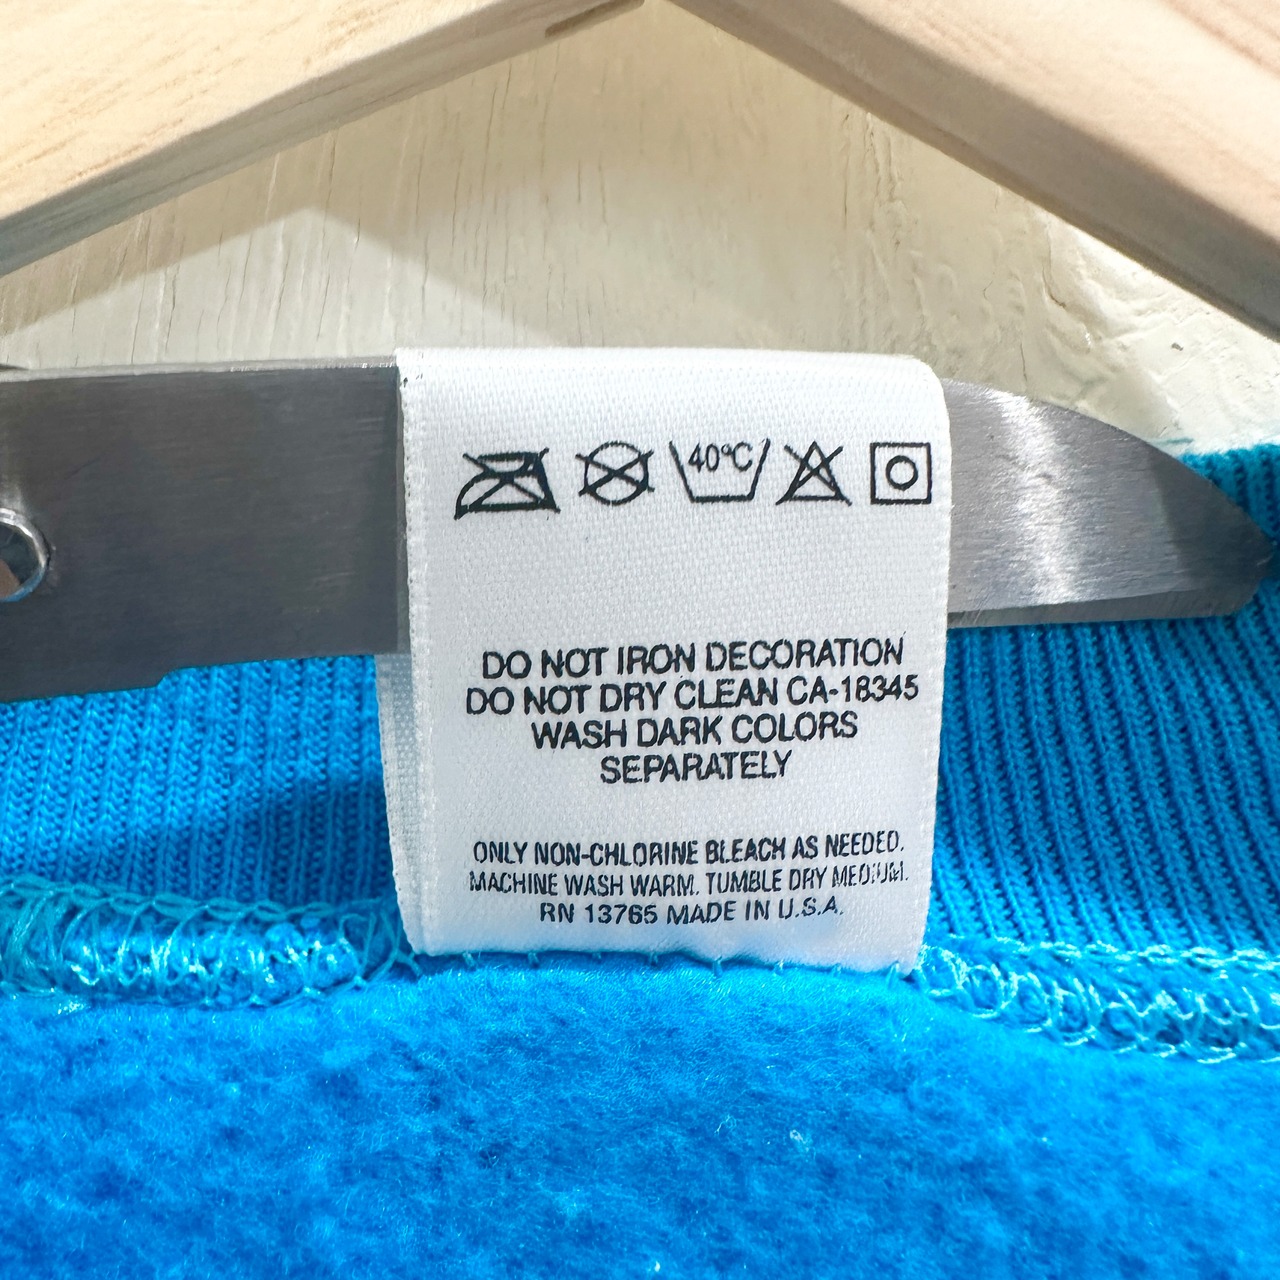 40°C
DO NOT IRON DECORATION
DO NOT DRY CLEAN CA-18345
WASH DARK COLORS
SEPARATELY
ONLY NON-CHLORINE BLEACH AS NEEDED.
MACHINE WASH WARM. TUMBLE DRY MEDIUM.
RN 13765 MADE IN U.S.A.